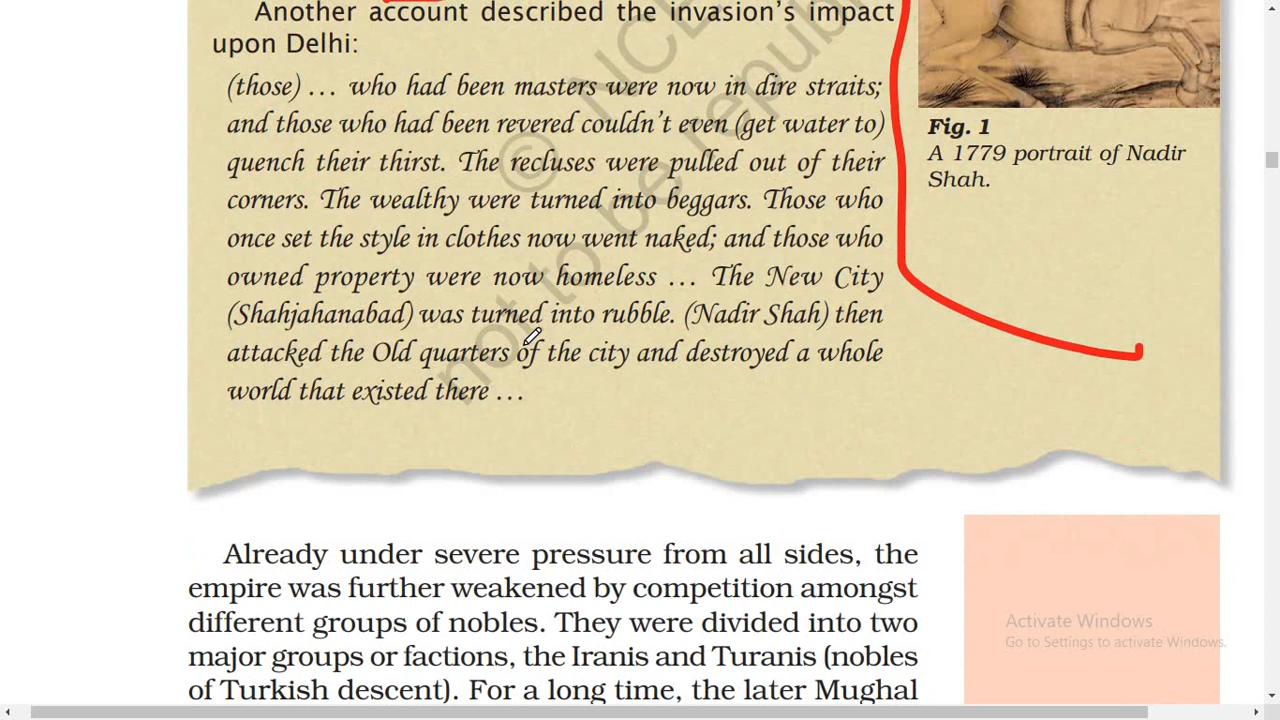 Another account described the invasion's impact
upon Delhi:
(those) … who had been masters were now in dire straits;
and those who had been revered couldn't even (get water to)
quench their thirst. The recluses were pulled out of their
corners. The wealthy were turned into beggars. Those who
once set the style in clothes now went naked; and those who
owned property were now homeless … The New City
(Shahjahanabad) was turned into rubble. (Nadir Shah) then
attacked the Old quarters of the city and destroyed a whole
world that existed there …
Fig. 1
A 1779 portrait of Nadir
Shah.
© NCE
not to be republi
Already under severe pressure from all sides, the
empire was further weakened by competition amongst
different groups of nobles. They were divided into two
major groups or factions, the Iranis and Turanis (nobles
of Turkish descent). For a long time, the later Mughal
Activate Windows
Go to Settings to activate Windows.